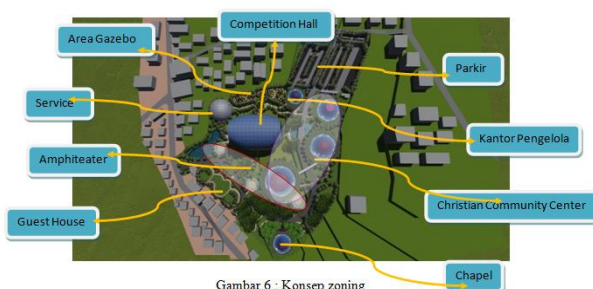 Competition Hall
Area Gazebo
Parkir
Service
Kantor Pengelola
Amphiteater
Christian Community Center
Guest House
Chapel
Gambar 6 : Konsep zoning